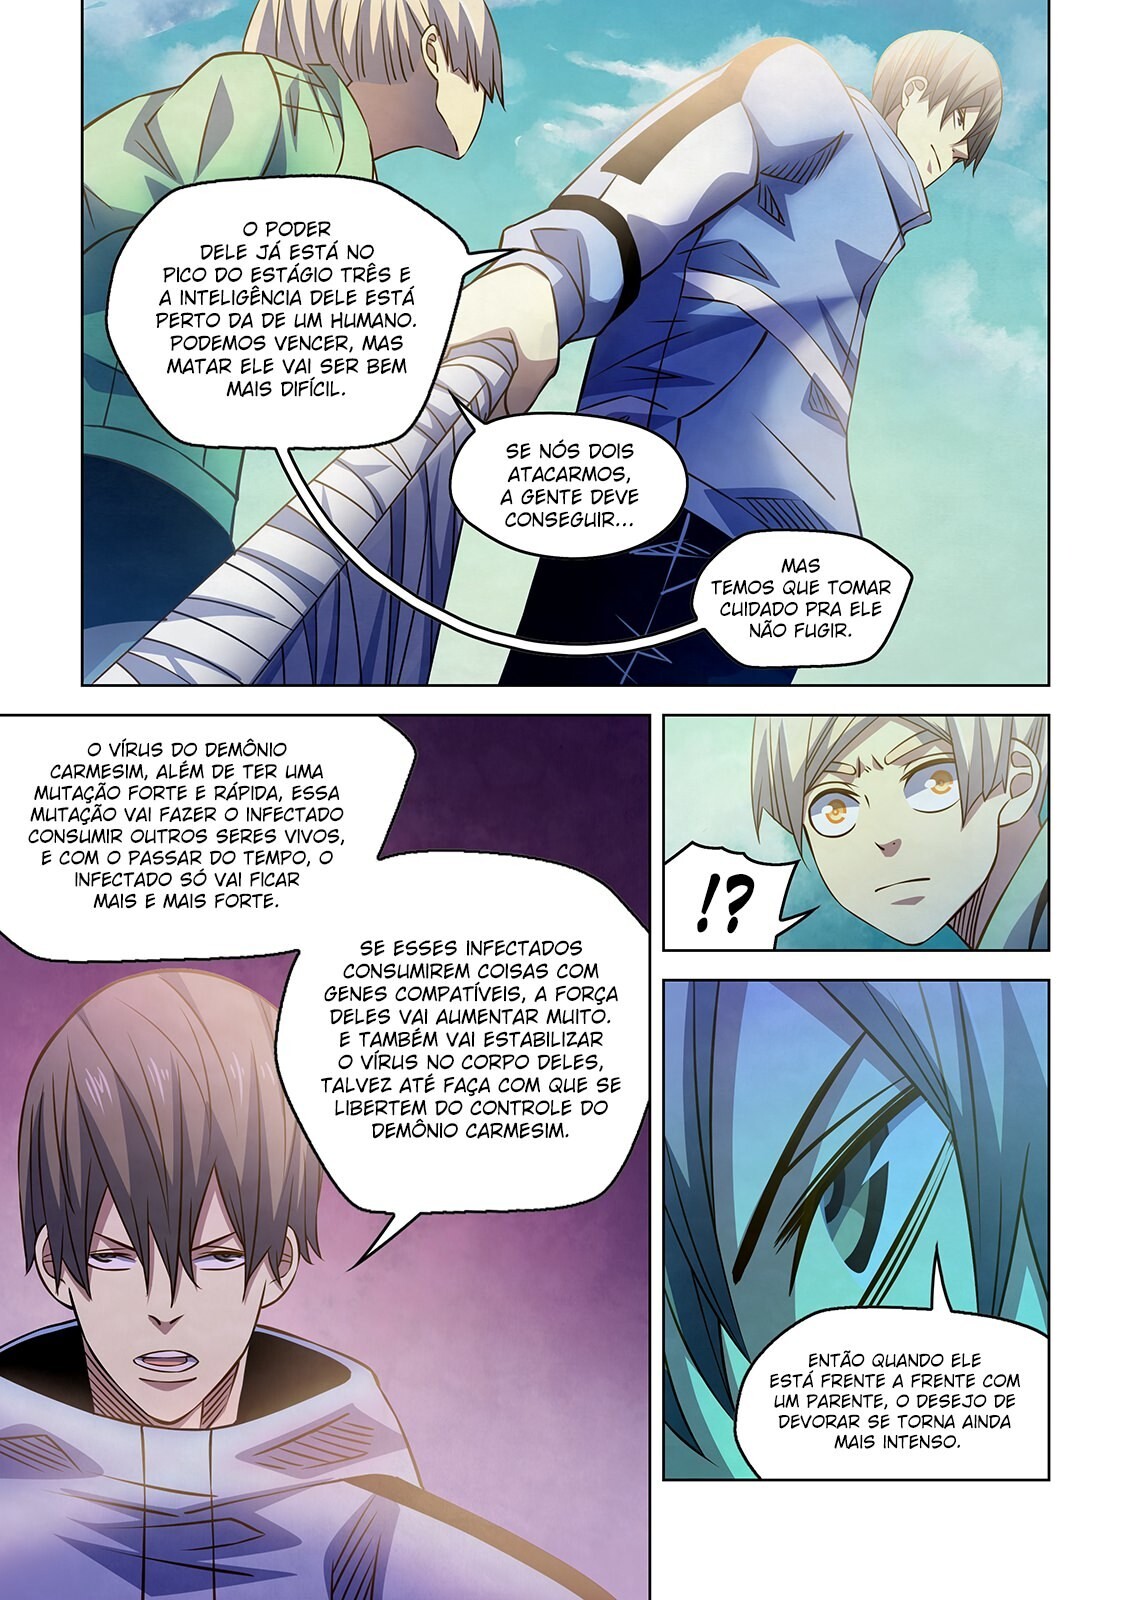 O PODER
DELE JÁ ESTÁ NO
PICO DO ESTÁGIO TRÊS E
A INTELIGÊNCIA DELE ESTÁ
PERTO DA DE UM HUMANO.
PODEMOS VENCER, MAS
MATAR ELE VAI SER BEM
MAIS DIFÍCIL.
SE NÓS DOIS
ATACARMOS,
A GENTE DEVE
CONSEGUIR...
MAS
TEMOS QUE TOMAR
CUIDADO PRA ELE
NÃO FUGIR.
O VÍRUS DO DEMÔNIO
CARMESIM, ALÉM DE TER UMA
MUTAÇÃO FORTE E RÁPIDA, ESSA
MUTAÇÃO VAI FAZER O INFECTADO
CONSUMIR OUTROS SERES VIVOS,
E COM O PASSAR DO TEMPO, O
INFECTADO SÓ VAI FICAR
MAIS E MAIS FORTE.
SE ESSES INFECTADOS
CONSUMIREM COISAS COM
GENES COMPATÍVEIS, A FORÇA
DELES VAI AUMENTAR MUITO.
E TAMBÉM VAI ESTABILIZAR
O VÍRUS NO CORPO DELES,
TALVEZ ATÉ FAÇA COM QUE SE
LIBERTEM DO CONTROLE DO
DEMÔNIO CARMESIM.
!?
ENTÃO QUANDO ELE
ESTÁ FRENTE A FRENTE COM
UM PARENTE, O DESEJO DE
DEVORAR SE TORNA AINDA
MAIS INTENSO.